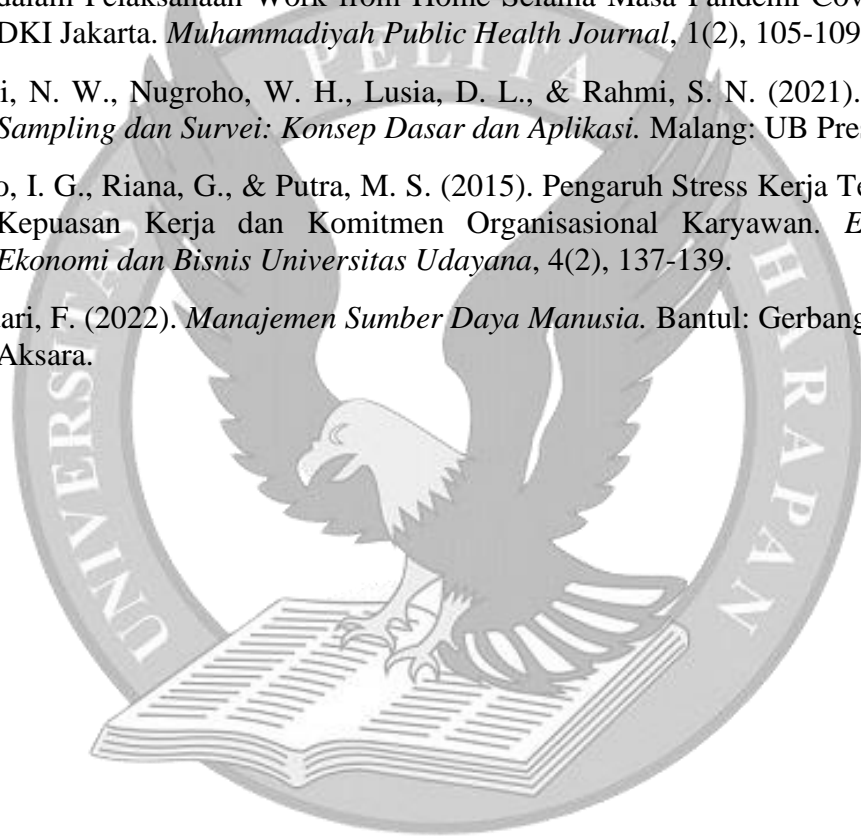 dalam Pelaksanaan Work from Home Selama Masa Pandemi Cov
DKI Jakarta. Muhammadiyah Public Health Journal, 1(2), 105-109
i, N. W., Nugroho, W. H., Lusia, D. L., & Rahmi, S. N. (2021).
Sampling dan Survei: Konsep Dasar dan Aplikasi. Malang: UB Pre
o, I. G., Riana, G., & Putra, M. S. (2015). Pengaruh Stress Kerja Te
Kepuasan Kerja dan Komitmen Organisasional Karyawan. E
Ekonomi dan Bisnis Universitas Udayana, 4(2), 137-139.
ari, F. (2022). Manajemen Sumber Daya Manusia. Bantul: Gerbang
Aksara.
UNIVERSITAS PELITA HARAPAN